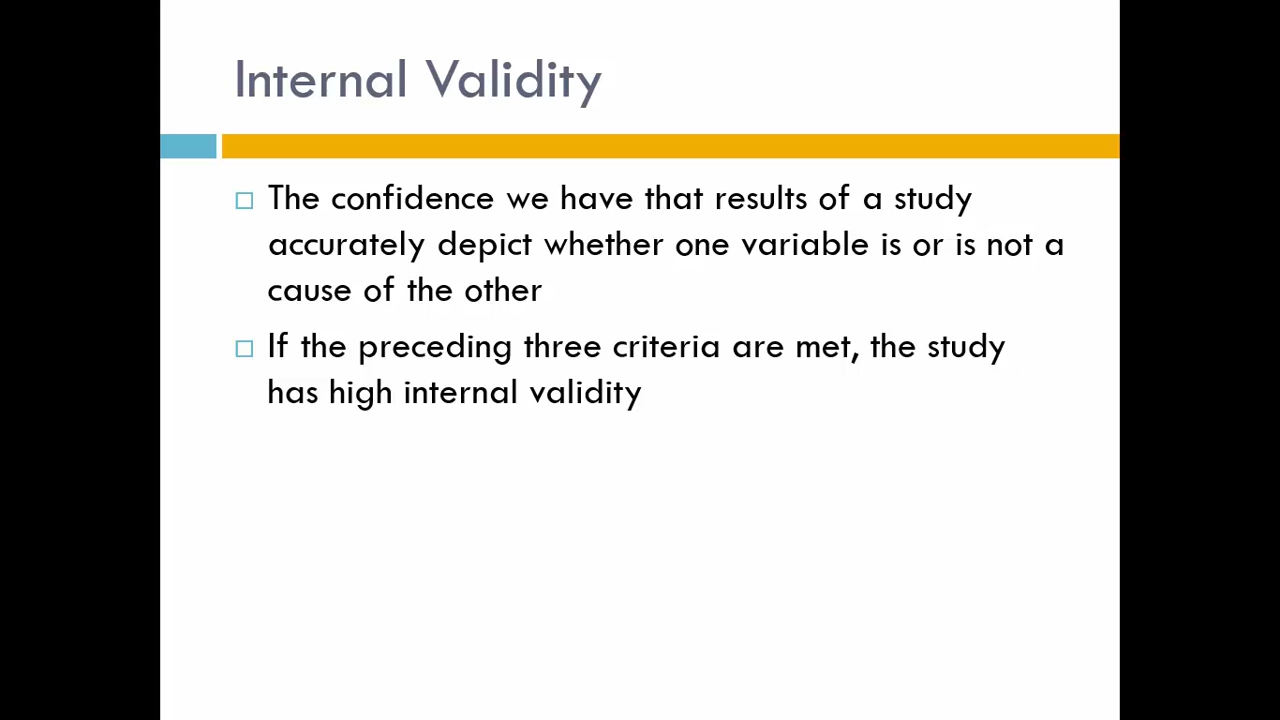 Internal Validity
The confidence we have that results of a study
accurately depict whether one variable is or is not a
cause of the other
If the preceding three criteria are met, the study
has high internal validity